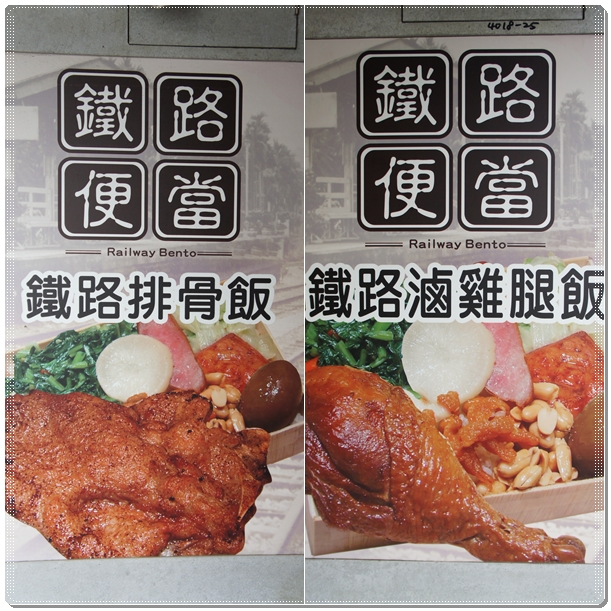 鐵路
便當
Railway Bento
鐵路排骨飯
4018-25
鐵路
便當
Railway Bento
鐵路滷雞腿飯